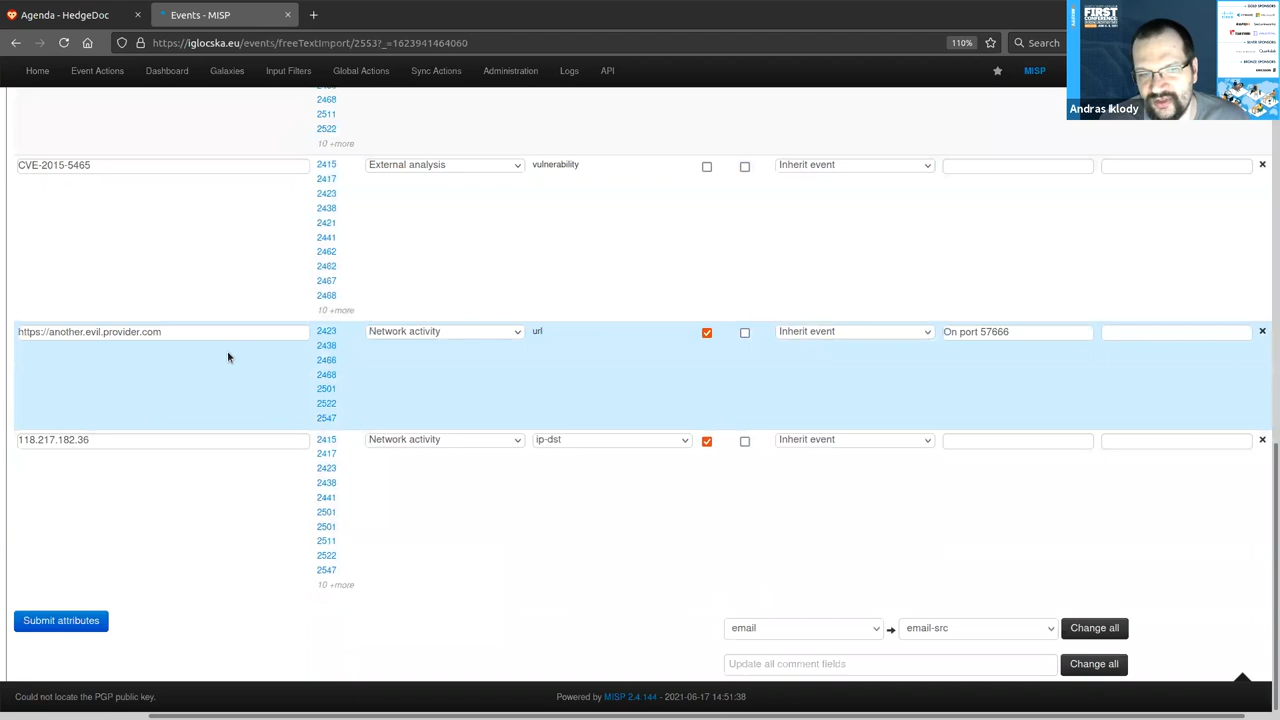 Agenda - HedgeDoc
Events - MISP
https://iglocska.eu/events/freeTextImport/2553?_=1623941464060
110%
Search
FIRST
CONFERENCE
Andras Iklody
Home
Event Actions
Dashboard
Galaxies
Input Filters
Global Actions
Sync Actions
Administration
Logs
API
MISP
2468
2511
2522
10 +more
CVE-2015-5465
2415
External analysis
vulnerability
Inherit event
2417
2423
2438
2421
2441
2462
2462
2467
2468
10 +more
https://another.evil.provider.com
2423
Network activity
url
Inherit event
On port 57666
2438
2466
2468
2501
2522
2547
118.217.182.36
2415
Network activity
ip-dst
Inherit event
2417
2423
2438
2441
2501
2501
2511
2522
2547
10 +more
Submit attributes
email
email-src
Change all
Update all comment fields
Change all
Could not locate the PGP public key.
Powered by MISP 2.4.144 - 2021-06-17 14:51:38